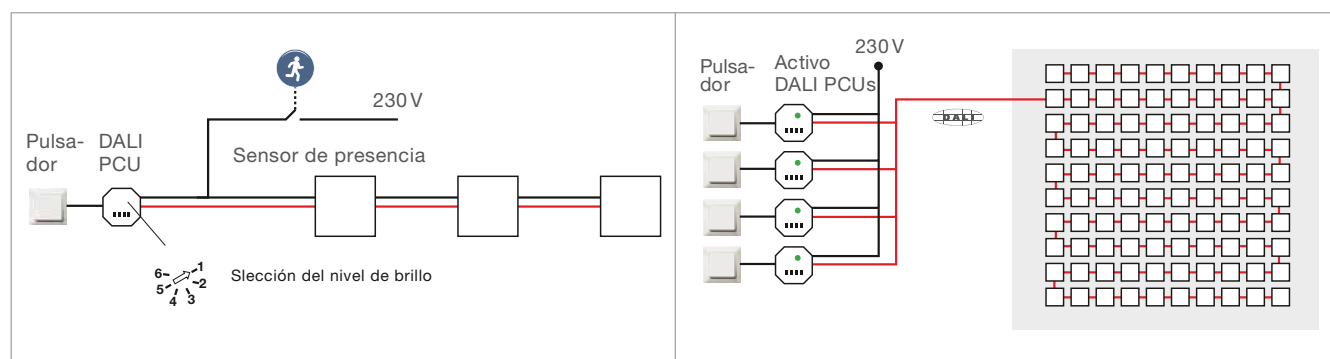 230 V
Pulsa-
dor
DALI
PCU
Sensor de presencia
1
2
3
4
5
6
Slección del nivel de brillo
230 V
Pulsa-
dor
Activo
DALI PCUs
DALI